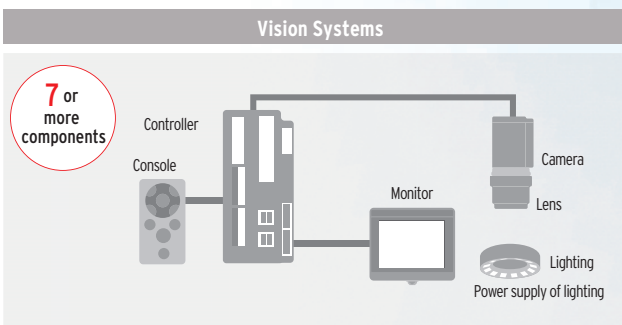 Vision Systems
7 or
more
components
Controller
Console
Monitor
Camera
Lens
Lighting
Power supply of lighting